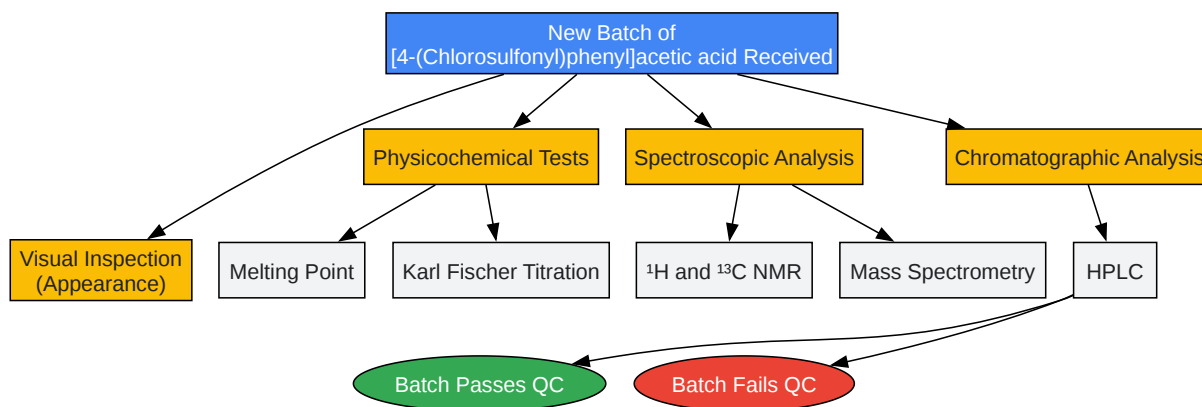 New Batch of
[4-(Chlorosulfonyl)phenyl]acetic acid Received
Physicochemical Tests
Spectroscopic Analysis
Chromatographic Analysis
Visual Inspection
(Appearance)
Melting Point
Karl Fischer Titration
¹H and ¹³C NMR
Mass Spectrometry
HPLC
Batch Passes QC
Batch Fails QC